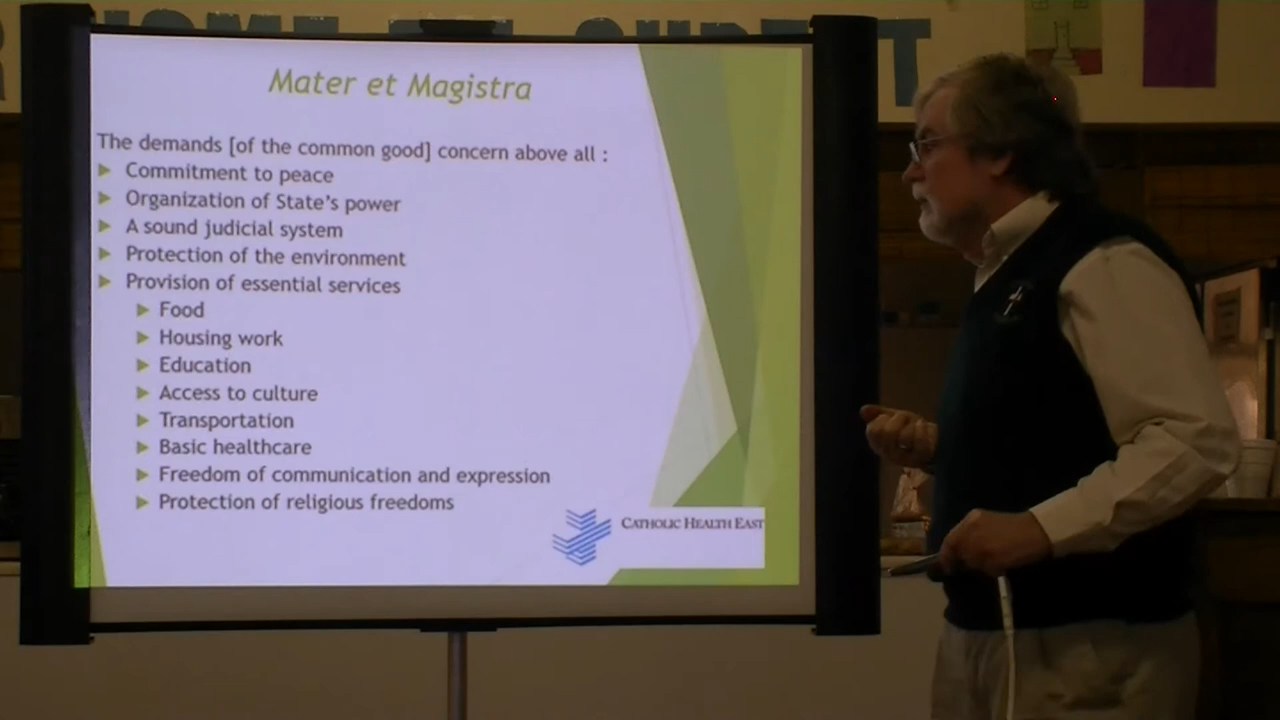 Mater et Magistra
The demands [of the common good] concern above all :
Commitment to peace
Organization of State's power
A sound judicial system
Protection of the environment
Provision of essential services
Food
Housing work
Education
Access to culture
Transportation
Basic healthcare
Freedom of communication and expression
Protection of religious freedoms
CATHOLIC HEALTH EAST